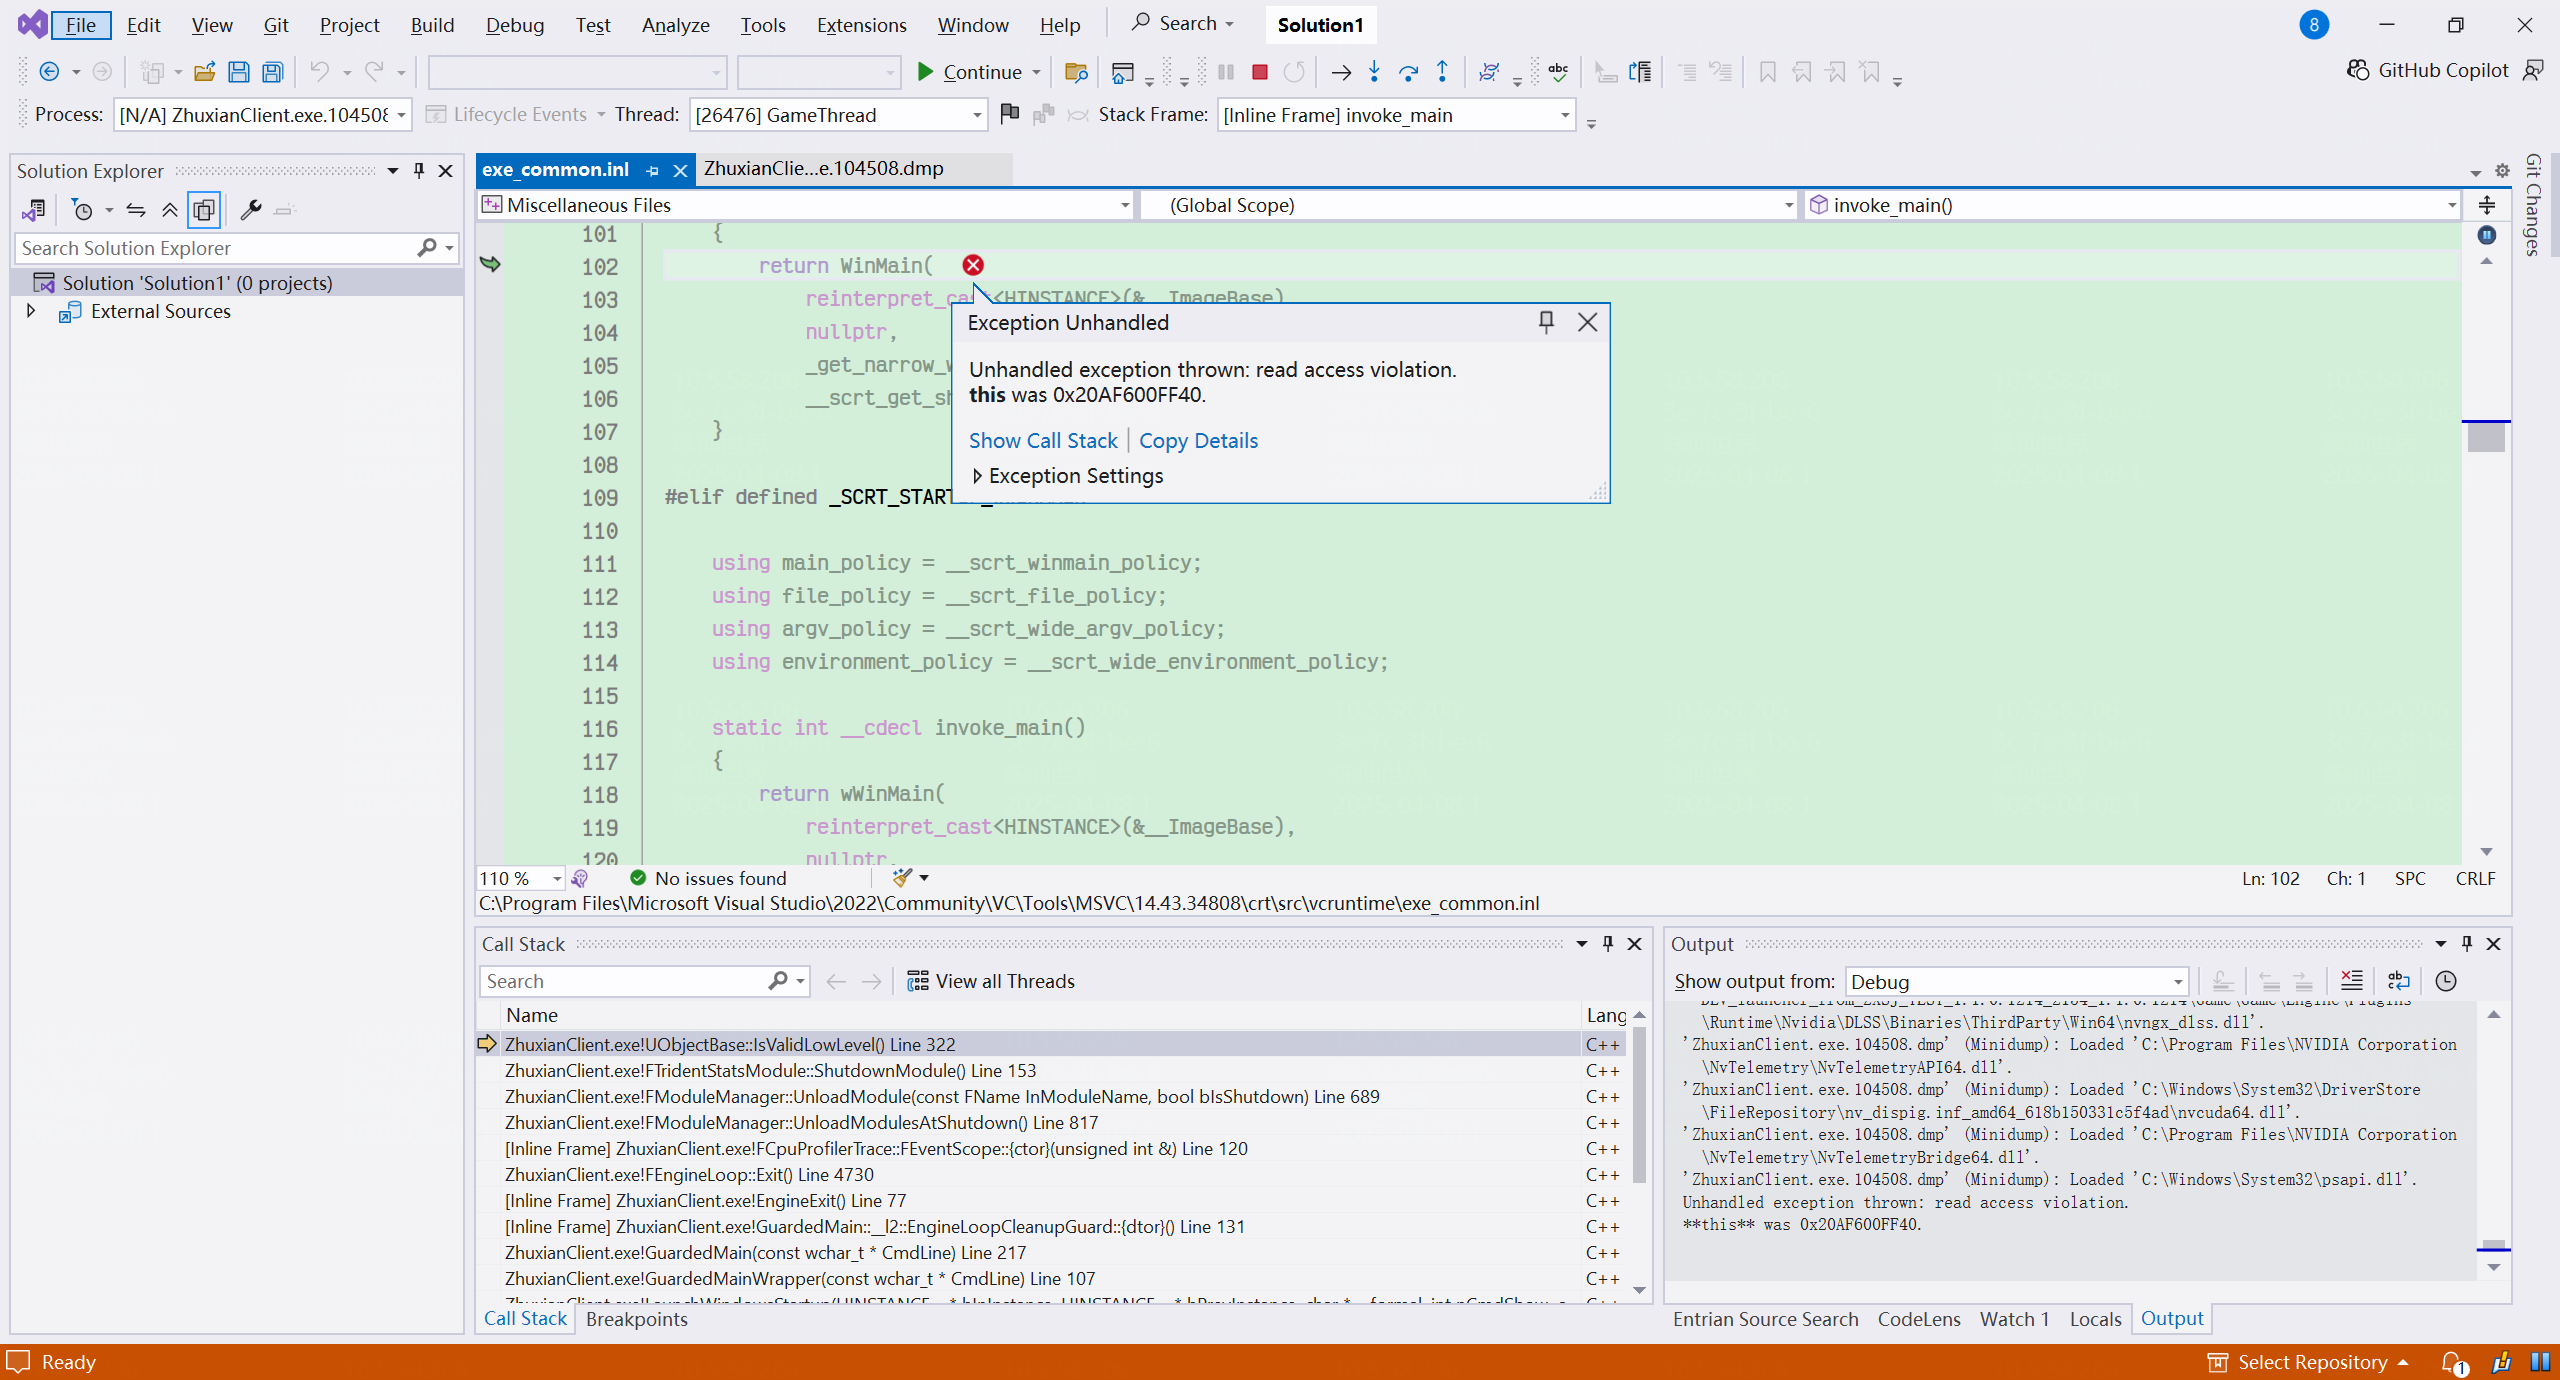 File Edit View Git Project Build Debug Test Analyze Tools Extensions Window Help Search Solution1 8
Continue GitHub Copilot
Process: [N/A] ZhuxianClient.exe.104508 Lifecycle Events Thread: [26476] GameThread Stack Frame: [Inline Frame] invoke_main
Solution Explorer
Search Solution Explorer
Solution 'Solution1' (0 projects)
External Sources
exe_common.inl ZhuxianClie...e.104508.dmp
Miscellaneous Files (Global Scope) invoke_main()
Git Changes
101 {
102 return WinMain(
103 reinterpret_cast<HINSTANCE>(&__ImageBase)
104 nullptr,
105 _get_narrow_w
106 __scrt_get_sh
107 }
108
109 #elif defined _SCRT_START
110
111 using main_policy = __scrt_winmain_policy;
112 using file_policy = __scrt_file_policy;
113 using argv_policy = __scrt_wide_argv_policy;
114 using environment_policy = __scrt_wide_environment_policy;
115
116 static int __cdecl invoke_main()
117 {
118 return wWinMain(
119 reinterpret_cast<HINSTANCE>(&__ImageBase),
120 nullptr,
Exception Unhandled
Unhandled exception thrown: read access violation.
this was 0x20AF600FF40.
Show Call Stack | Copy Details
Exception Settings
110 % No issues found Ln: 102 Ch: 1 SPC CRLF
C:\Program Files\Microsoft Visual Studio\2022\Community\VC\Tools\MSVC\14.43.34808\crt\src\vcruntime\exe_common.inl
Call Stack
Search View all Threads
Name Lang
ZhuxianClient.exe!UObjectBase::IsValidLowLevel() Line 322 C++
ZhuxianClient.exe!FTridentStatsModule::ShutdownModule() Line 153 C++
ZhuxianClient.exe!FModuleManager::UnloadModule(const FName InModuleName, bool bIsShutdown) Line 689 C++
ZhuxianClient.exe!FModuleManager::UnloadModulesAtShutdown() Line 817 C++
[Inline Frame] ZhuxianClient.exe!FCpuProfilerTrace::FEventScope::{ctor}(unsigned int &) Line 120 C++
ZhuxianClient.exe!FEngineLoop::Exit() Line 4730 C++
[Inline Frame] ZhuxianClient.exe!EngineExit() Line 77 C++
[Inline Frame] ZhuxianClient.exe!GuardedMain::__l2::EngineLoopCleanupGuard::{dtor}() Line 131 C++
ZhuxianClient.exe!GuardedMain(const wchar_t * CmdLine) Line 217 C++
ZhuxianClient.exe!GuardedMainWrapper(const wchar_t * CmdLine) Line 107 C++
Call Stack Breakpoints
Output
Show output from: Debug
\Runtime\Nvidia\DLSS\Binaries\ThirdParty\Win64\nvngx_dlss.dll'.
'ZhuxianClient.exe.104508.dmp' (Minidump): Loaded 'C:\Program Files\NVIDIA Corporation
\NvTelemetry\NvTelemetryAPI64.dll'.
'ZhuxianClient.exe.104508.dmp' (Minidump): Loaded 'C:\Windows\System32\DriverStore
\FileRepository\nv_dispig.inf_amd64_618b150331c5f4ad\nvcuda64.dll'.
'ZhuxianClient.exe.104508.dmp' (Minidump): Loaded 'C:\Program Files\NVIDIA Corporation
\NvTelemetry\NvTelemetryBridge64.dll'.
'ZhuxianClient.exe.104508.dmp' (Minidump): Loaded 'C:\Windows\System32\psapi.dll'.
Unhandled exception thrown: read access violation.
**this** was 0x20AF600FF40.
Entrian Source Search CodeLens Watch 1 Locals Output
Ready Select Repository 1